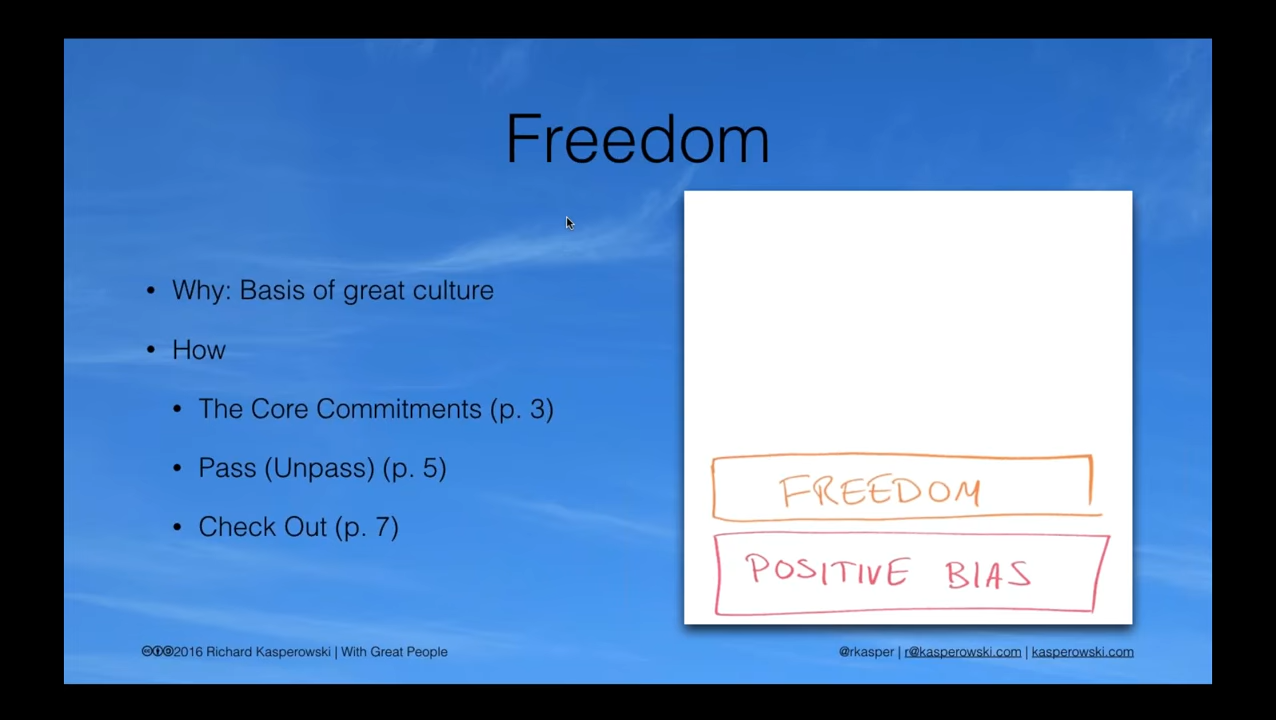 Freedom
• Why: Basis of great culture
• How
• The Core Commitments (p. 3)
• Pass (Unpass) (p. 5)
• Check Out (p. 7)
FREEDOM
POSITIVE BIAS
2016 Richard Kasperowski | With Great People
@rkasper | r@kasperowski.com | kasperowski.com